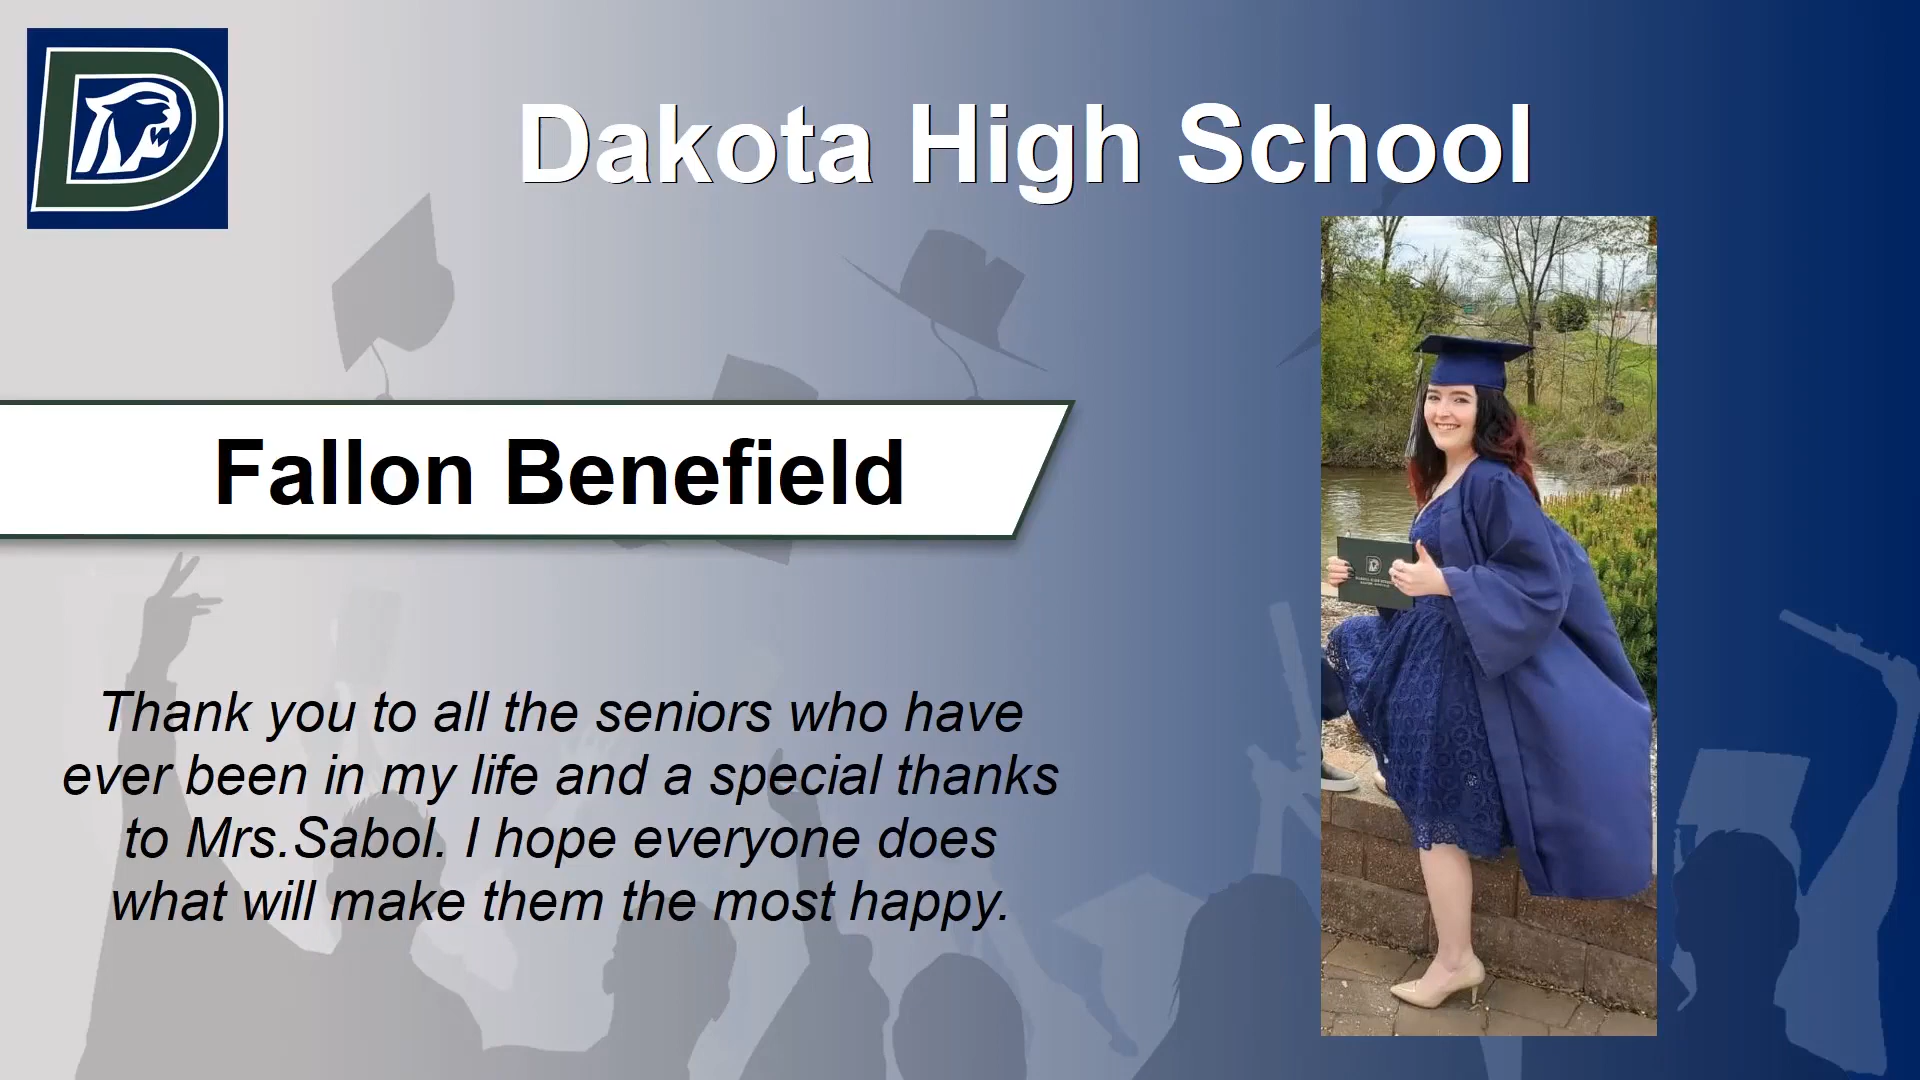 D
Dakota High School
Fallon Benefield
Thank you to all the seniors who have
ever been in my life and a special thanks
to Mrs.Sabol. I hope everyone does
what will make them the most happy.
D